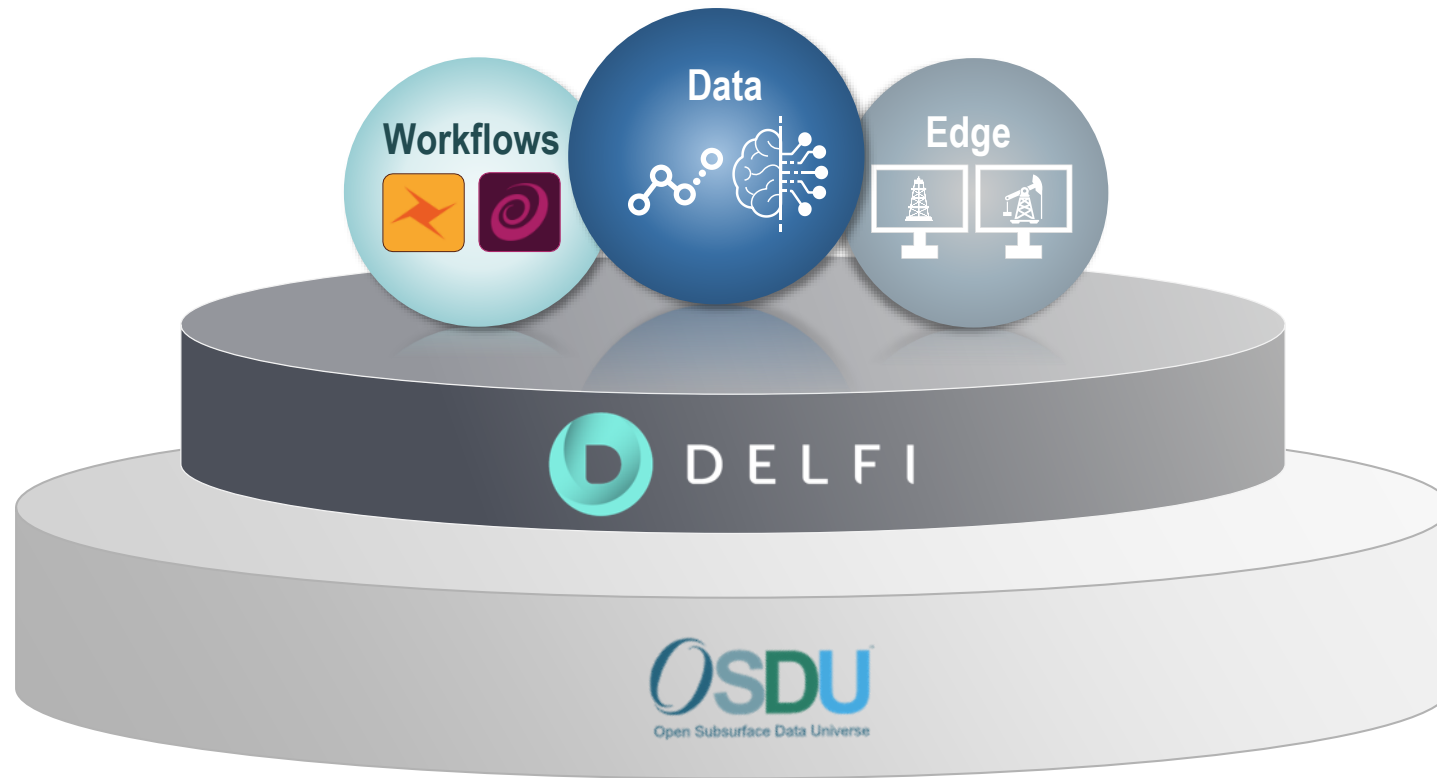 Workflows
Data
Edge
DELFI
OSDU
Open Subsurface Data Universe